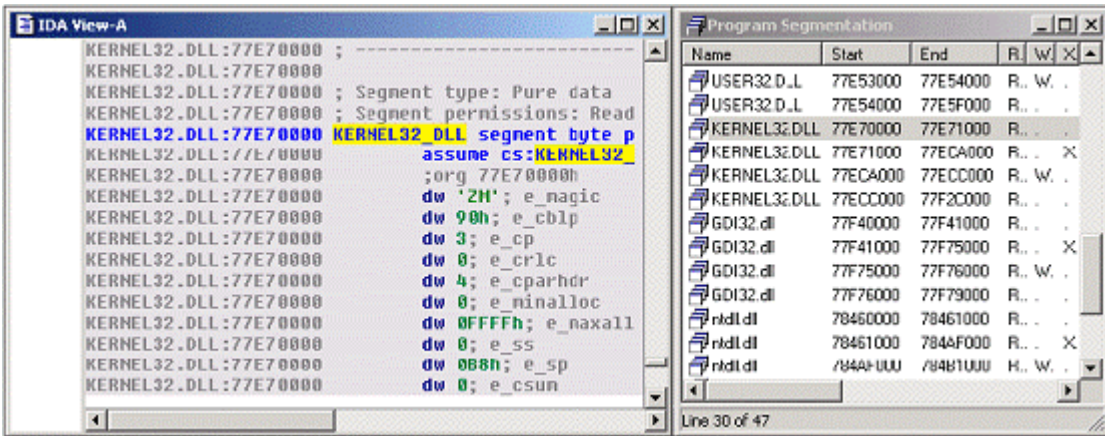 IDA View-A
KERNEL32.DLL:77E70000 ; ---------------------------
KERNEL32.DLL:77E70000
KERNEL32.DLL:77E70000 ; Segment type: Pure data
KERNEL32.DLL:77E70000 ; Segment permissions: Read
KERNEL32.DLL:77E70000 KERNEL32_DLL segment byte p
KERNEL32.DLL:77E70000 assume cs:KERNEL32_
KERNEL32.DLL:77E70000 ;org 77E70000h
KERNEL32.DLL:77E70000 dw 'ZM'; e_magic
KERNEL32.DLL:77E70000 dw 90h; e_cblp
KERNEL32.DLL:77E70000 dw 3; e_cp
KERNEL32.DLL:77E70000 dw 0; e_crlc
KERNEL32.DLL:77E70000 dw 4; e_cparhdr
KERNEL32.DLL:77E70000 dw 0; e_minalloc
KERNEL32.DLL:77E70000 dw 0FFFFh; e_maxall
KERNEL32.DLL:77E70000 dw 0; e_ss
KERNEL32.DLL:77E70000 dw 0B8h; e_sp
KERNEL32.DLL:77E70000 dw 0; e_csum
Program Segmentation
Name Start End R W X
USER32.D..L 77E53000 77E54000 R.. W. .
USER32.D..L 77E54000 77E5F000 R.. . .
KERNEL32.DLL 77E70000 77E71000 R.. . .
KERNEL32.DLL 77E71000 77ECA000 R.. . X
KERNEL32.DLL 77ECA000 77ECC000 R.. W. .
KERNEL32.DLL 77ECC000 77F2C000 R.. . .
GDI32.dll 77F40000 77F41000 R.. . .
GDI32.dll 77F41000 77F75000 R.. . X
GDI32.dll 77F75000 77F76000 R.. W. .
GDI32.dll 77F76000 77F79000 R.. . .
ntdll.dll 78460000 78461000 R.. . .
ntdll.dll 78461000 784AF000 R.. . X
ntdll.dll 784AF000 784B1000 R.. W. .
Line 30 of 47